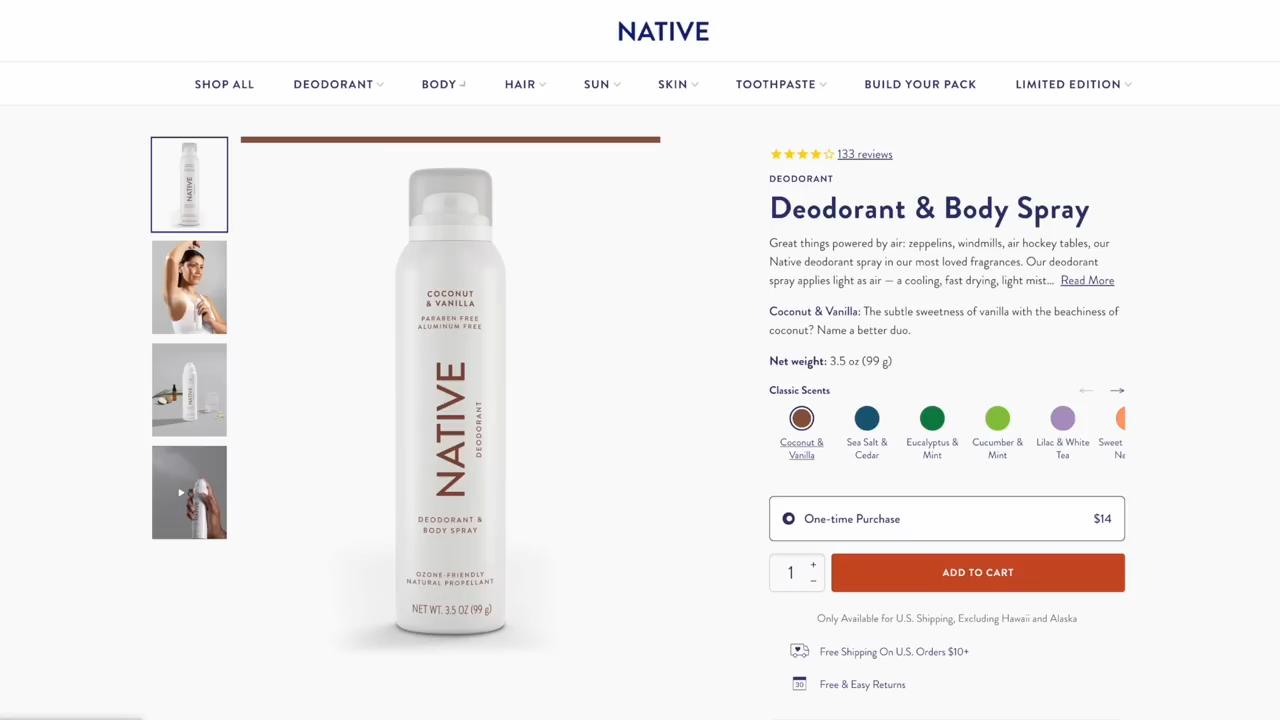 NATIVE
SHOP ALL
DEODORANT
BODY
HAIR
SUN
SKIN
TOOTHPASTE
BUILD YOUR PACK
LIMITED EDITION
COCONUT
& VANILLA
PARABEN FREE
ALUMINUM FREE
NATIVE
DEODORANT
DEODORANT &
BODY SPRAY
OZONE-FRIENDLY
NATURAL PROPELLANT
NET WT. 3.5 OZ (99 g)
133 reviews
DEODORANT
Deodorant & Body Spray
Great things powered by air: zeppelins, windmills, air hockey tables, our
Native deodorant spray in our most loved fragrances. Our deodorant
spray applies light as air — a cooling, fast drying, light mist... Read More
Coconut & Vanilla: The subtle sweetness of vanilla with the beachiness of
coconut? Name a better duo.
Net weight: 3.5 oz (99 g)
Classic Scents
Coconut &
Vanilla
Sea Salt &
Cedar
Eucalyptus &
Mint
Cucumber &
Mint
Lilac & White
Tea
Sweet
Ne
One-time Purchase $14
1 + −
ADD TO CART
Only Available for U.S. Shipping, Excluding Hawaii and Alaska
Free Shipping On U.S. Orders $10+
30 Free & Easy Returns